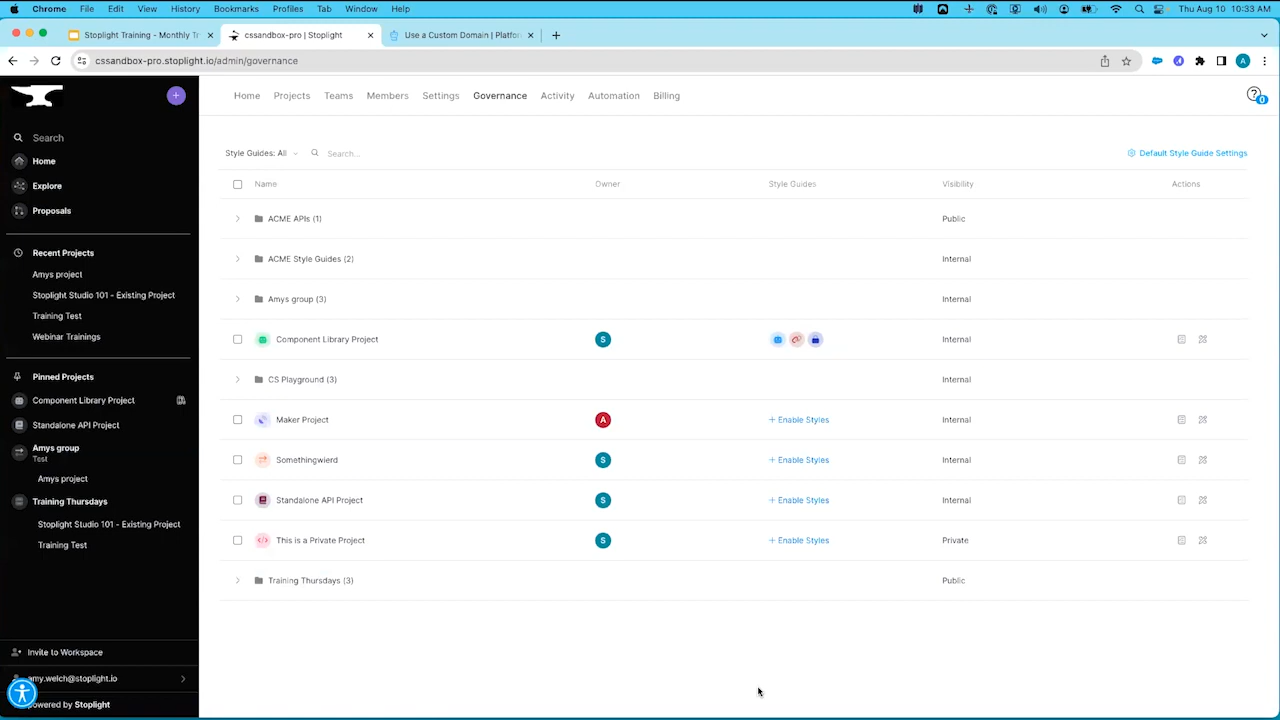 Chrome File Edit View History Bookmarks Profiles Tab Window Help Thu Aug 10 10:33 AM
Stoplight Training - Monthly Tr cssandbox-pro | Stoplight Use a Custom Domain | Platfor
cssandbox-pro.stoplight.io/admin/governance A
Home Projects Teams Members Settings Governance Activity Automation Billing
0
Search
Home
Explore
Proposals
Recent Projects
Amys project
Stoplight Studio 101 - Existing Project
Training Test
Webinar Trainings
Pinned Projects
Component Library Project
Standalone API Project
Amys group
Test
Amys project
Training Thursdays
Stoplight Studio 101 - Existing Project
Training Test
Invite to Workspace
amy.welch@stoplight.io
owered by Stoplight
Style Guides: All Search... Default Style Guide Settings
Name Owner Style Guides Visibility Actions
ACME APIs (1) Public
ACME Style Guides (2) Internal
Amys group (3) Internal
Component Library Project S Internal
CS Playground (3) Internal
Maker Project A + Enable Styles Internal
Somethingwierd S + Enable Styles Internal
Standalone API Project S + Enable Styles Internal
This is a Private Project S + Enable Styles Private
Training Thursdays (3) Public